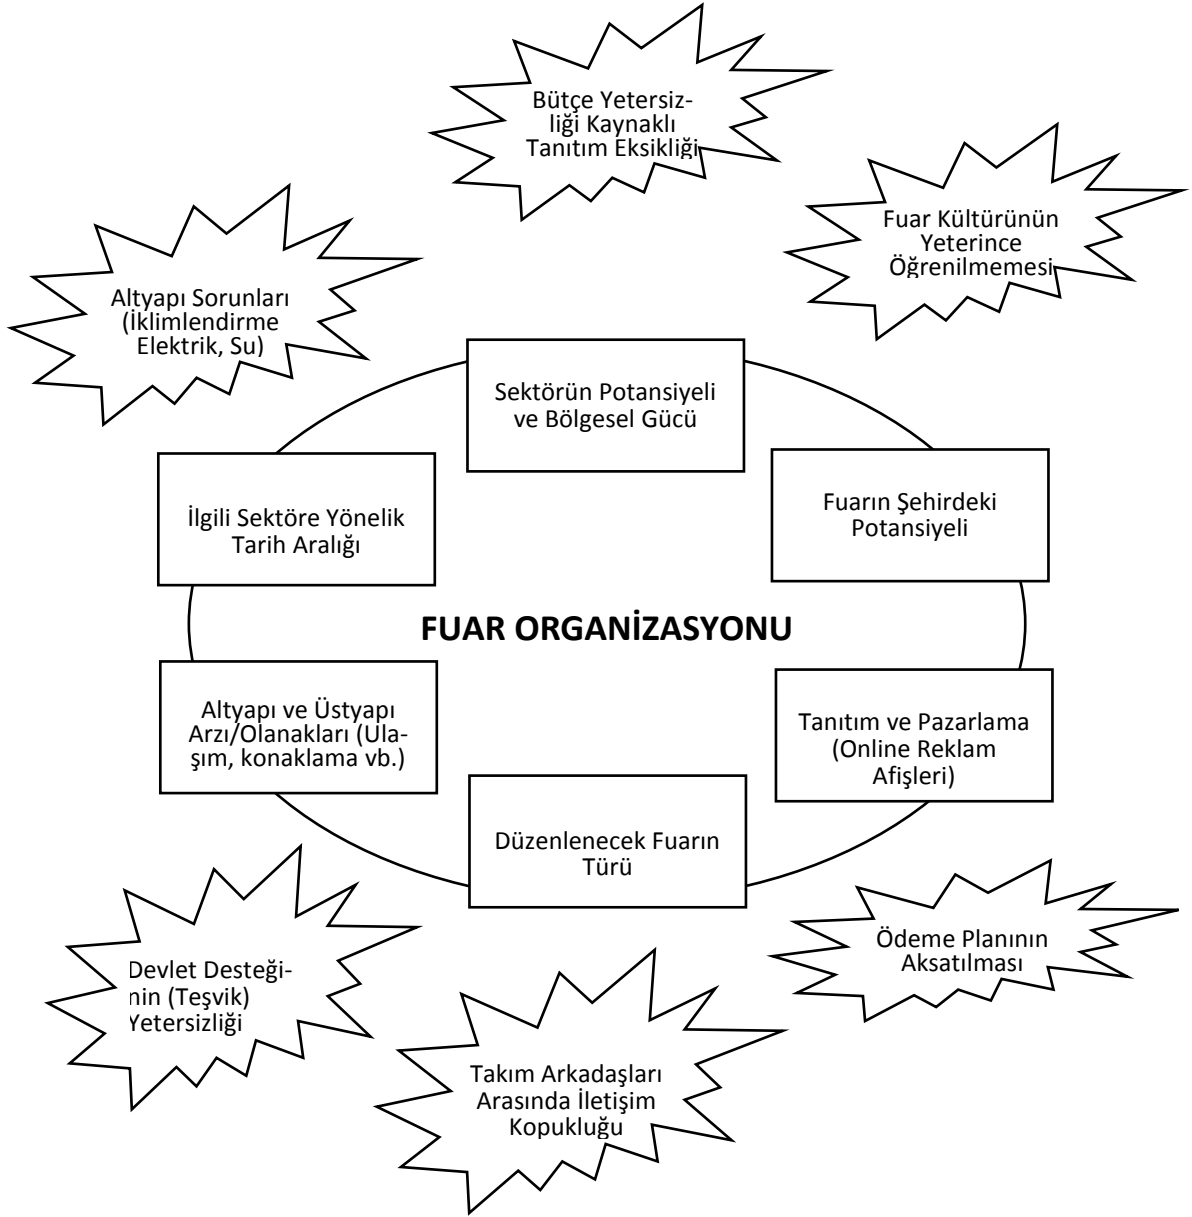 Bütçe Yetersiz-
liği Kaynaklı
Tanıtım Eksikliği
Fuar Kültürünün
Yeterince
Öğrenilmemesi
Altyapı Sorunları
(İklimlendirme
Elektrik, Su)
Sektörün Potansiyeli
ve Bölgesel Gücü
İlgili Sektöre Yönelik
Tarih Aralığı
Fuarın Şehirdeki
Potansiyeli
FUAR ORGANİZASYONU
Altyapı ve Üstyapı
Arzı/Olanakları (Ula-
şım, konaklama vb.)
Tanıtım ve Pazarlama
(Online Reklam
Afişleri)
Düzenlenecek Fuarın
Türü
Devlet Desteği-
nin (Teşvik)
Yetersizliği
Ödeme Planının
Aksatılması
Takım Arkadaşları
Arasında İletişim
Kopukluğu